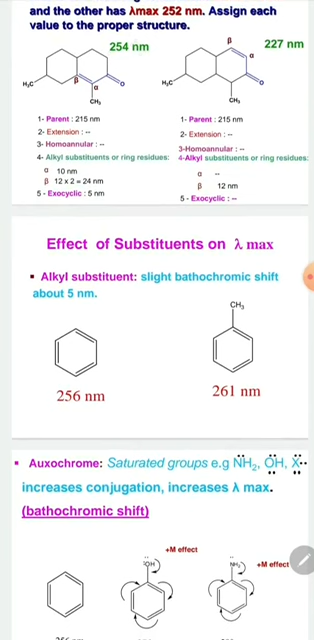 and the other has λmax 252 nm. Assign each
value to the proper structure.
254 nm
β
227 nm
α
β
α
O
O
H₃C
H₃C
CH₃
CH₃
1- Parent : 215 nm
2- Extension : --
3- Homoannular : --
4- Alkyl substituents or ring residues:
α 10 nm
β 12 x 2 = 24 nm
5 - Exocyclic : 5 nm
1- Parent : 215 nm
2- Extension : --
3-Homoannular : --
4-Alkyl substituents or ring residues:
α --
β 12 nm
5 - Exocyclic : --
Effect of Substituents on λ max
▪ Alkyl substituent: slight bathochromic shift
about 5 nm.
CH₃
256 nm
261 nm
▪ Auxochrome: Saturated groups e.g N̈H₂, ÖH, Ẍ
increases conjugation, increases λ max.
(bathochromic shift)
+M effect
:OH
NH₂
+M effect